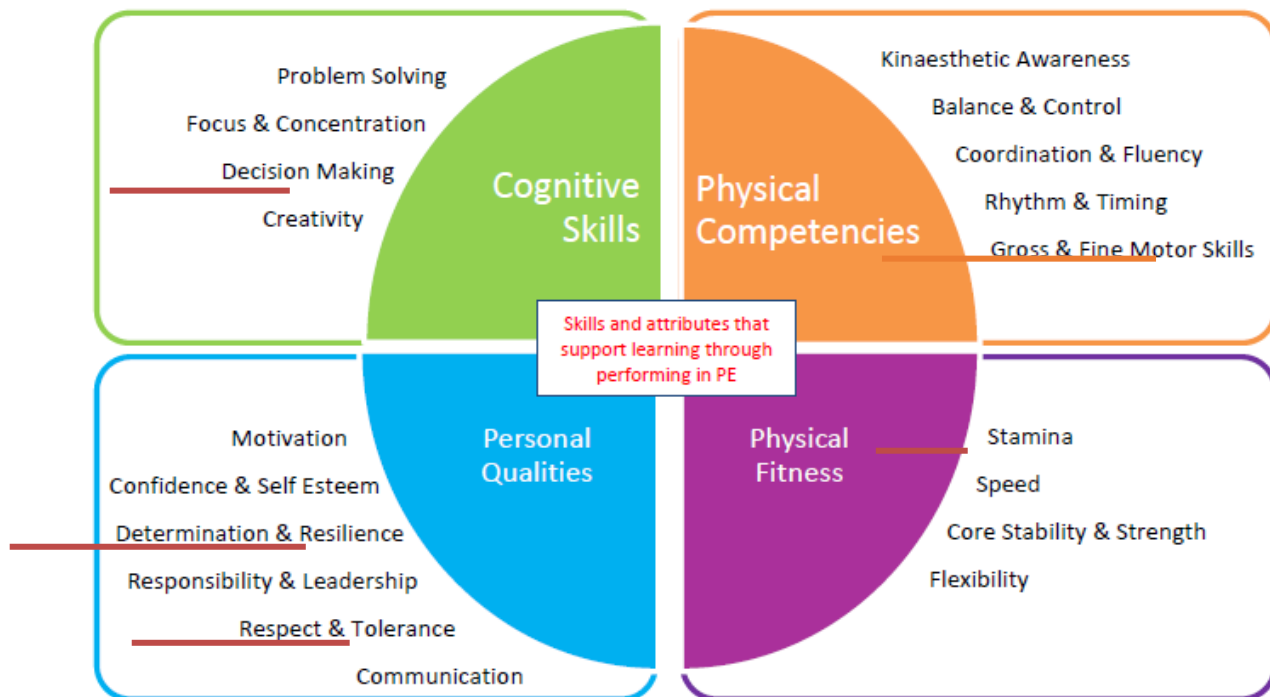 Problem Solving
Focus & Concentration
Decision Making
Creativity
Cognitive
Skills
Physical
Competencies
Kinaesthetic Awareness
Balance & Control
Coordination & Fluency
Rhythm & Timing
Gross & Fine Motor Skills
Skills and attributes that
support learning through
performing in PE
Motivation
Confidence & Self Esteem
Determination & Resilience
Responsibility & Leadership
Respect & Tolerance
Communication
Personal
Qualities
Physical
Fitness
Stamina
Speed
Core Stability & Strength
Flexibility